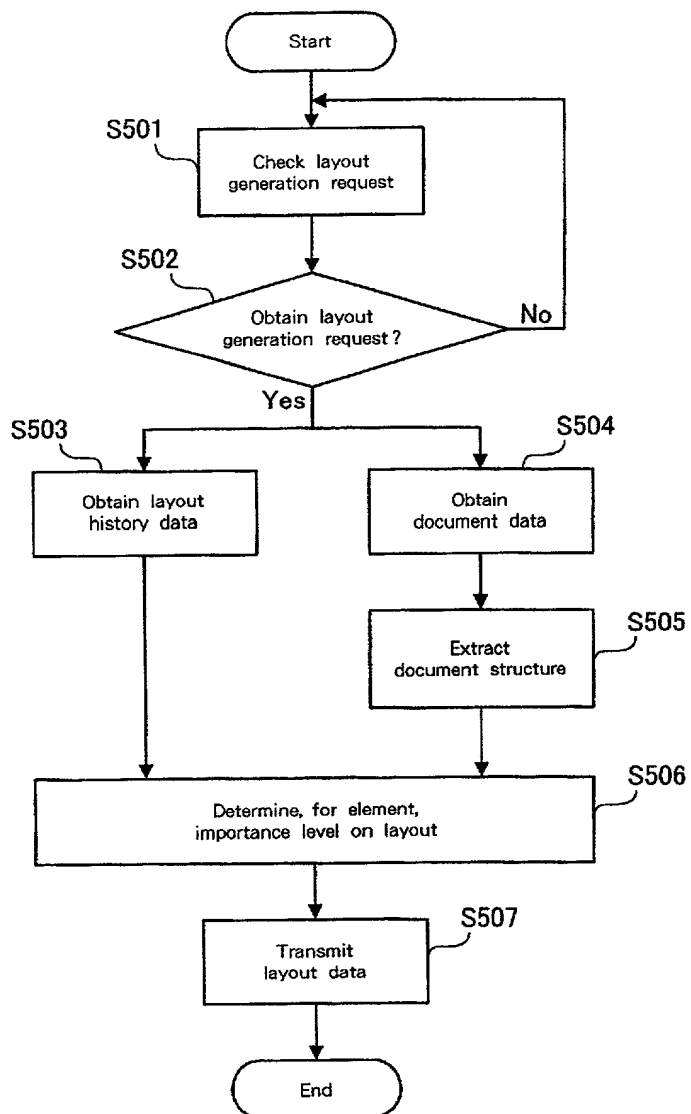 Start
S501
Check layout
generation request
S502
Obtain layout
generation request?
No
Yes
S503
Obtain layout
history data
S504
Obtain
document data
S505
Extract
document structure
S506
Determine, for element,
importance level on layout
S507
Transmit
layout data
End